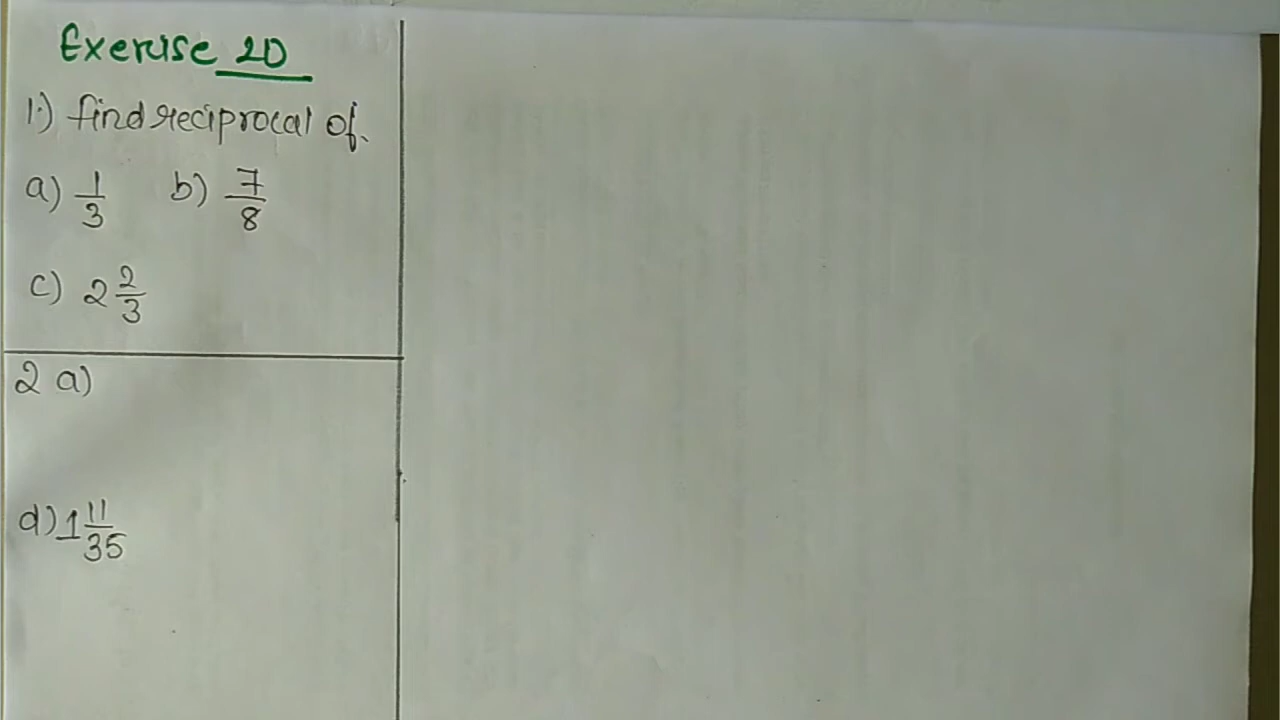 Exercise 2D
1.) find reciprocal of.
a) 1/3 b) 7/8
c) 2 2/3
2 a)
d) 1 11/35